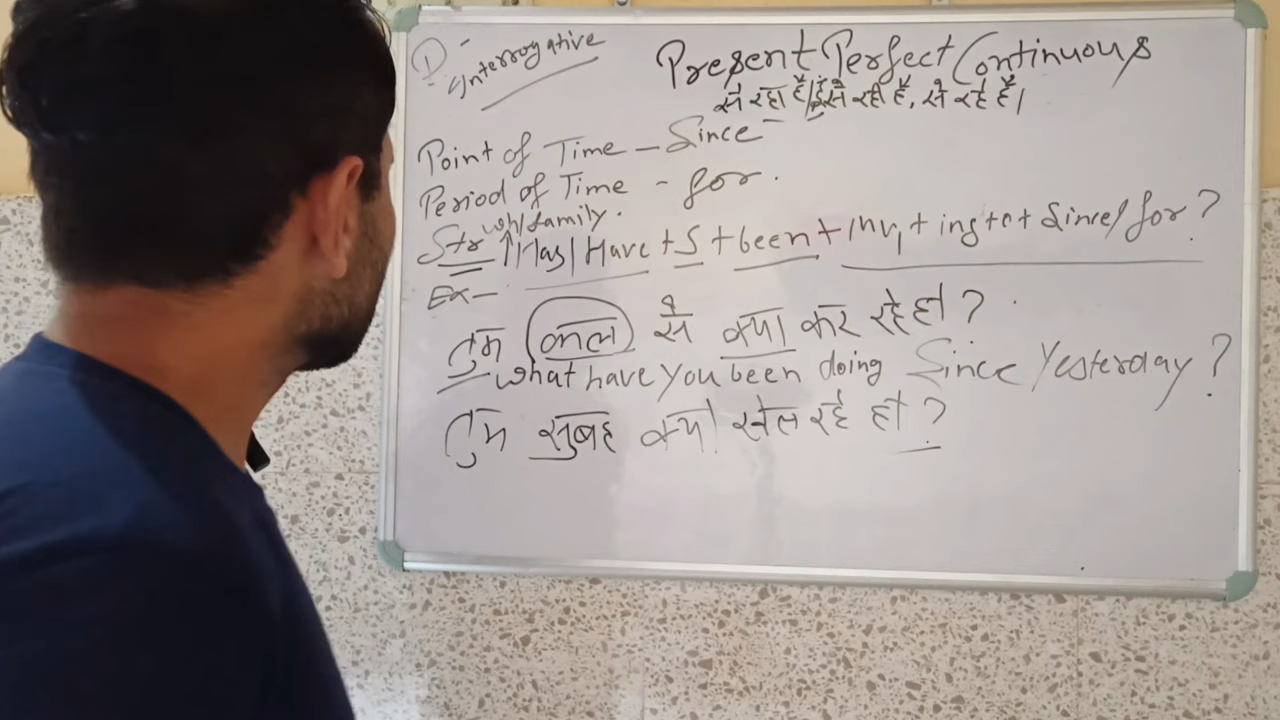 D:- Interrogative
Present Perfect Continuous
से रहा है/हूँ, से रही है, से रहे हैं।
Point of Time - Since
Period of Time - for.
Wh/family.
Str Has/Have + S + been + mv₁ + ing + o + Since/for?
Ex-
तुम कल से क्या कर रहे हो?
What have you been doing Since Yesterday?
तुम सुबह क्यों खेल रहे हो?